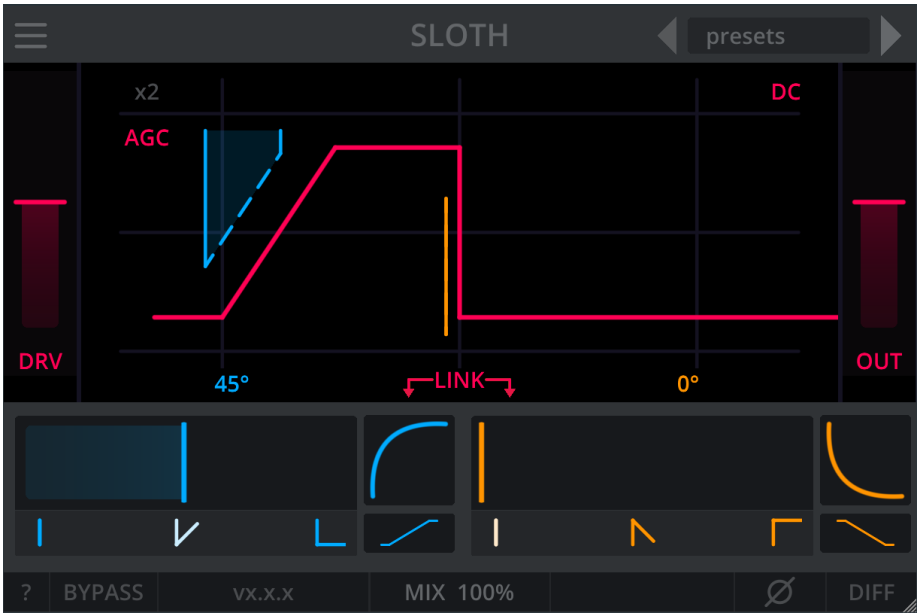 SLOTH
presets
x2
DC
AGC
DRV
OUT
45°
LINK
0°
?
BYPASS
vx.x.x
MIX 100%
DIFF